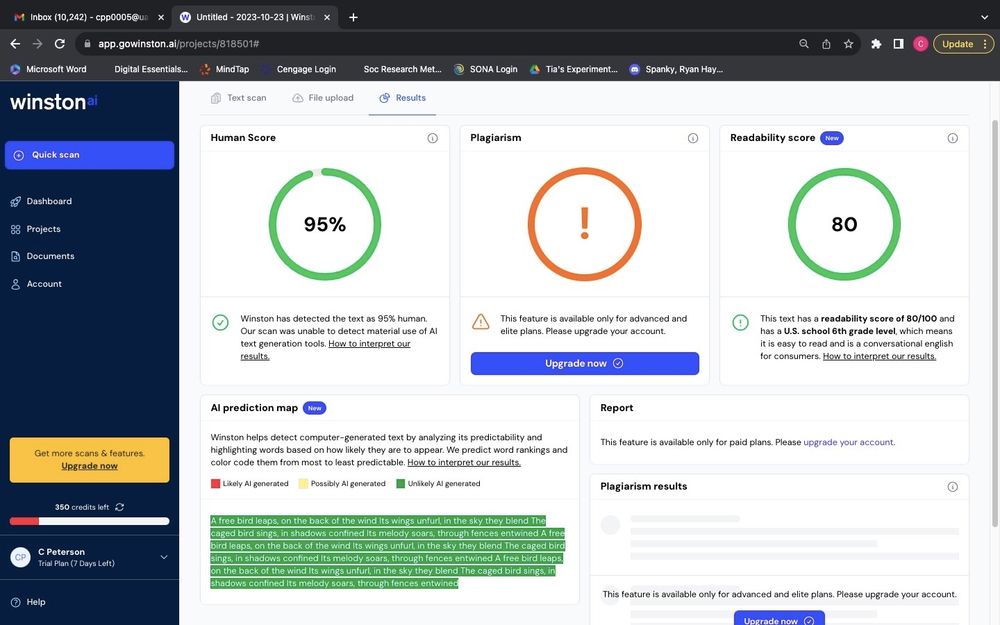 Inbox (10,242) - cpp0005@ua
Untitled - 2023-10-23 | Winst
app.gowinston.ai/projects/818501#
C
Update
Microsoft Word
Digital Essentials...
MindTap
Cengage Login
Soc Research Met...
SONA Login
Tia's Experiment...
Spanky, Ryan Hay...
winston ai
Quick scan
Dashboard
Projects
Documents
Account
Get more scans & features.
Upgrade now
350 credits left
CP
C Peterson
Trial Plan (7 Days Left)
Help
Text scan
File upload
Results
Human Score
95%
Winston has detected the text as 95% human.
Our scan was unable to detect material use of AI
text generation tools. How to interpret our
results.
Plagiarism
!
This feature is available only for advanced and
elite plans. Please upgrade your account.
Upgrade now
Readability score New
80
This text has a readability score of 80/100 and
has a U.S. school 6th grade level, which means
it is easy to read and is a conversational english
for consumers. How to interpret our results.
AI prediction map New
Winston helps detect computer-generated text by analyzing its predictability and
highlighting words based on how likely they are to appear. We predict word rankings and
color code them from most to least predictable. How to interpret our results.
Likely AI generated
Possibly AI generated
Unlikely AI generated
A free bird leaps, on the back of the wind Its wings unfurl, in the sky they blend The
caged bird sings, in shadows confined Its melody soars, through fences entwined A free
bird leaps, on the back of the wind Its wings unfurl, in the sky they blend The caged bird
sings, in shadows confined Its melody soars, through fences entwined A free bird leaps,
on the back of the wind Its wings unfurl, in the sky they blend The caged bird sings, in
shadows confined Its melody soars, through fences entwined
Report
This feature is available only for paid plans. Please upgrade your account.
Plagiarism results
This feature is available only for advanced and elite plans. Please upgrade your account.
Upgrade now